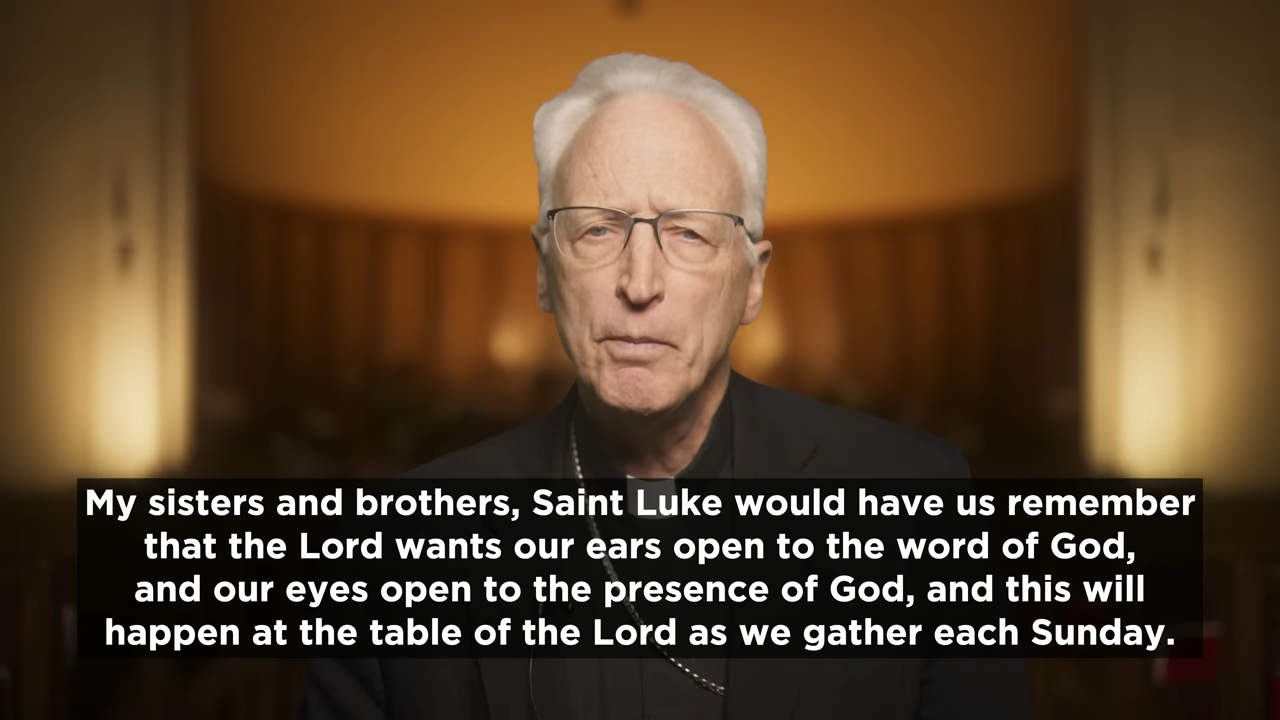 My sisters and brothers, Saint Luke would have us remember
that the Lord wants our ears open to the word of God,
and our eyes open to the presence of God, and this will
happen at the table of the Lord as we gather each Sunday.